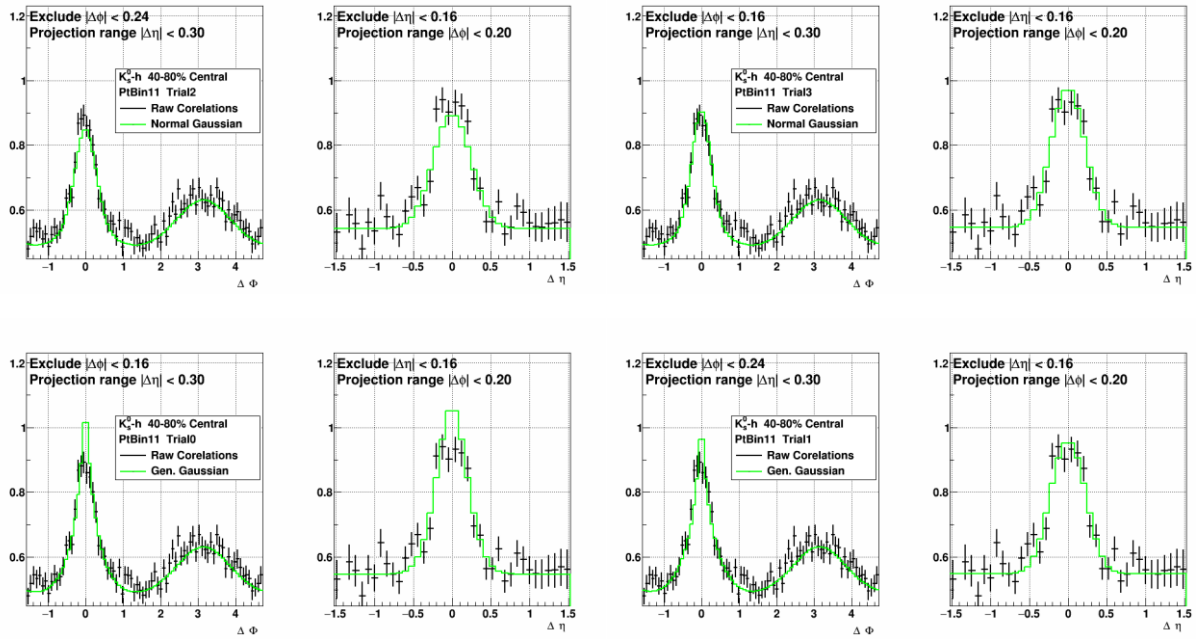 Exclude |Δϕ| < 0.24
Projection range |Δη| < 0.30
K⁰ₛ-h 40-80% Central
PtBin11 Trial2
Raw Corelations
Normal Gaussian
1.2
1
0.8
0.6
−1 0 1 2 3 4
Δ Φ
Exclude |Δη| < 0.16
Projection range |Δϕ| < 0.20
1.2
1
0.8
0.6
−1.5 −1 −0.5 0 0.5 1 1.5
Δ η
Exclude |Δϕ| < 0.16
Projection range |Δη| < 0.30
K⁰ₛ-h 40-80% Central
PtBin11 Trial3
Raw Corelations
Normal Gaussian
1.2
1
0.8
0.6
−1 0 1 2 3 4
Δ Φ
Exclude |Δη| < 0.16
Projection range |Δϕ| < 0.20
1.2
1
0.8
0.6
−1.5 −1 −0.5 0 0.5 1 1.5
Δ η
Exclude |Δϕ| < 0.16
Projection range |Δη| < 0.30
K⁰ₛ-h 40-80% Central
PtBin11 Trial0
Raw Corelations
Gen. Gaussian
1.2
1
0.8
0.6
−1 0 1 2 3 4
Δ Φ
Exclude |Δη| < 0.16
Projection range |Δϕ| < 0.20
1.2
1
0.8
0.6
−1.5 −1 −0.5 0 0.5 1 1.5
Δ η
Exclude |Δϕ| < 0.24
Projection range |Δη| < 0.30
K⁰ₛ-h 40-80% Central
PtBin11 Trial1
Raw Corelations
Gen. Gaussian
1.2
1
0.8
0.6
−1 0 1 2 3 4
Δ Φ
Exclude |Δη| < 0.16
Projection range |Δϕ| < 0.20
1.2
1
0.8
0.6
−1.5 −1 −0.5 0 0.5 1 1.5
Δ η